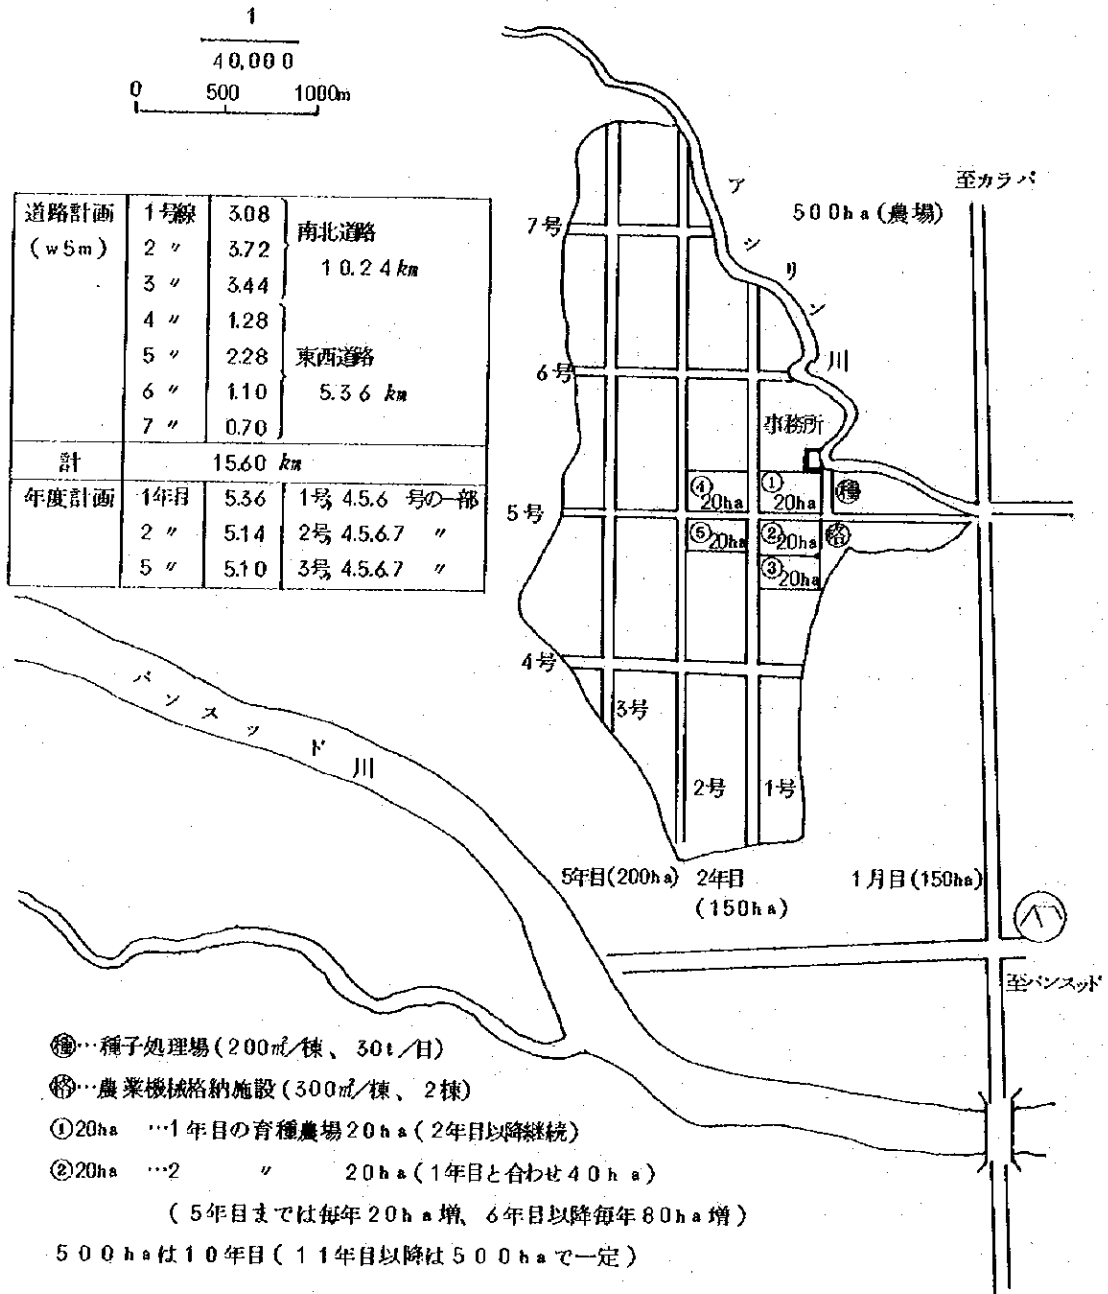 1
40,000
0 500 1000m
道路計画 1号線 3.08 南北道路
(w5m) 2 〃 3.72 10.24km
3 〃 3.44
4 〃 1.28
5 〃 2.28 東西道路
6 〃 1.10 5.36 km
7 〃 0.70
計 15.60 km
年度計画 1年目 5.36 1号, 4.5.6 号の一部
2 〃 5.14 2号, 4.5.6.7 〃
5 〃 5.10 3号, 4.5.6.7 〃
至カラパ
500ha(農場)
アシリン川
7号
6号
事務所
④20ha ①20ha 種
5号
⑤20ha ②20ha 格
③20ha
4号
3号
2号 1号
パンスッド川
5年目(200ha) 2年目 1月目(150ha)
(150ha)
至パンスッド
種…種子処理場(200㎡/棟、30t/日)
格…農業機械格納施設(300㎡/棟、2棟)
①20ha …1年目の育種農場20ha(2年目以降継続)
②20ha …2 〃 20ha(1年目と合わせ40ha)
(5年目までは毎年20ha増、6年目以降毎年80ha増)
500haは10年目(11年目以降は500haで一定)